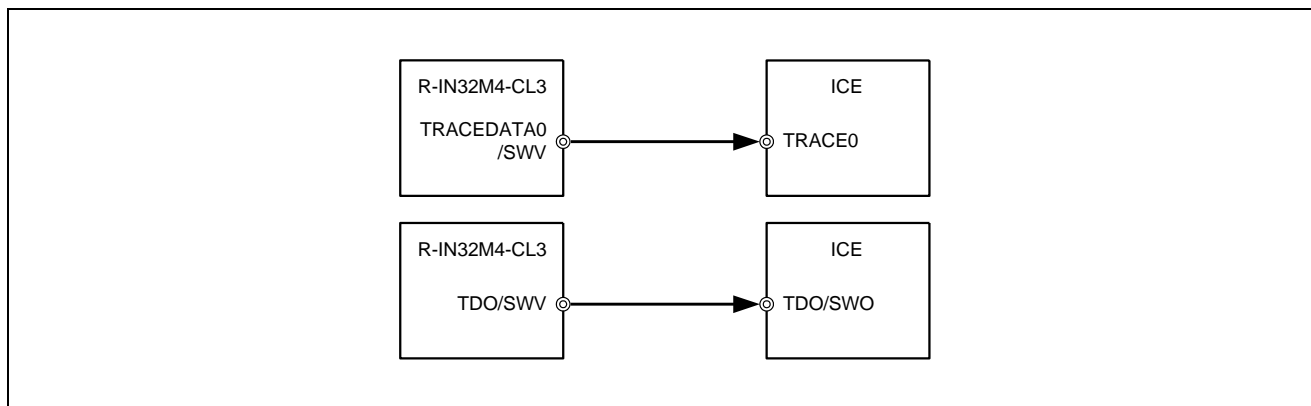 R-IN32M4-CL3
TRACEDATA0
/SWV
ICE
TRACE0
R-IN32M4-CL3
TDO/SWV
ICE
TDO/SWO